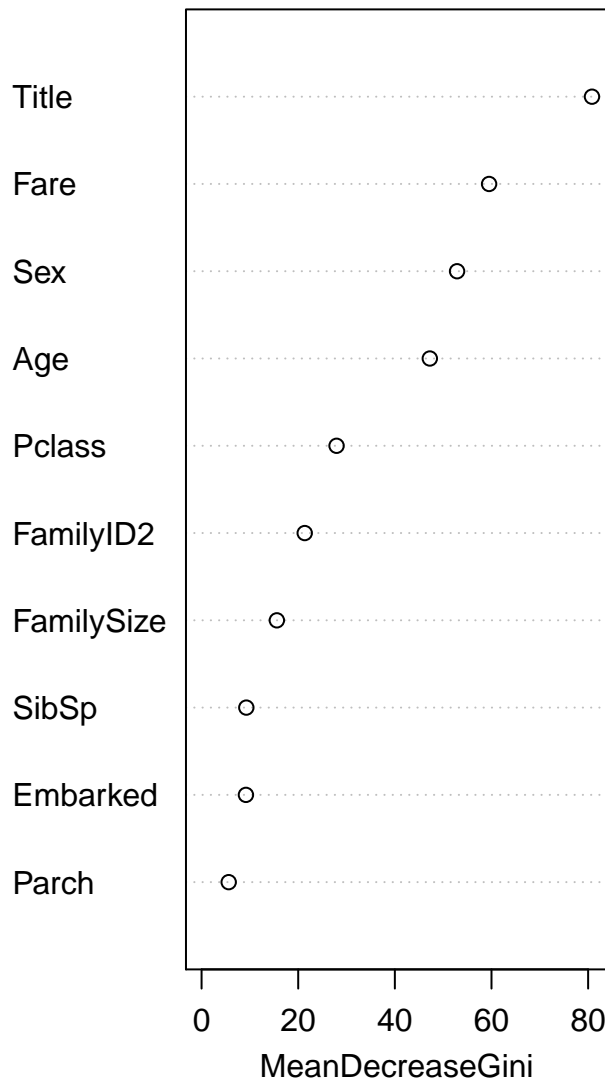 Title
Fare
Sex
Age
Pclass
FamilyID2
FamilySize
SibSp
Embarked
Parch
0 20 40 60 80
MeanDecreaseGini